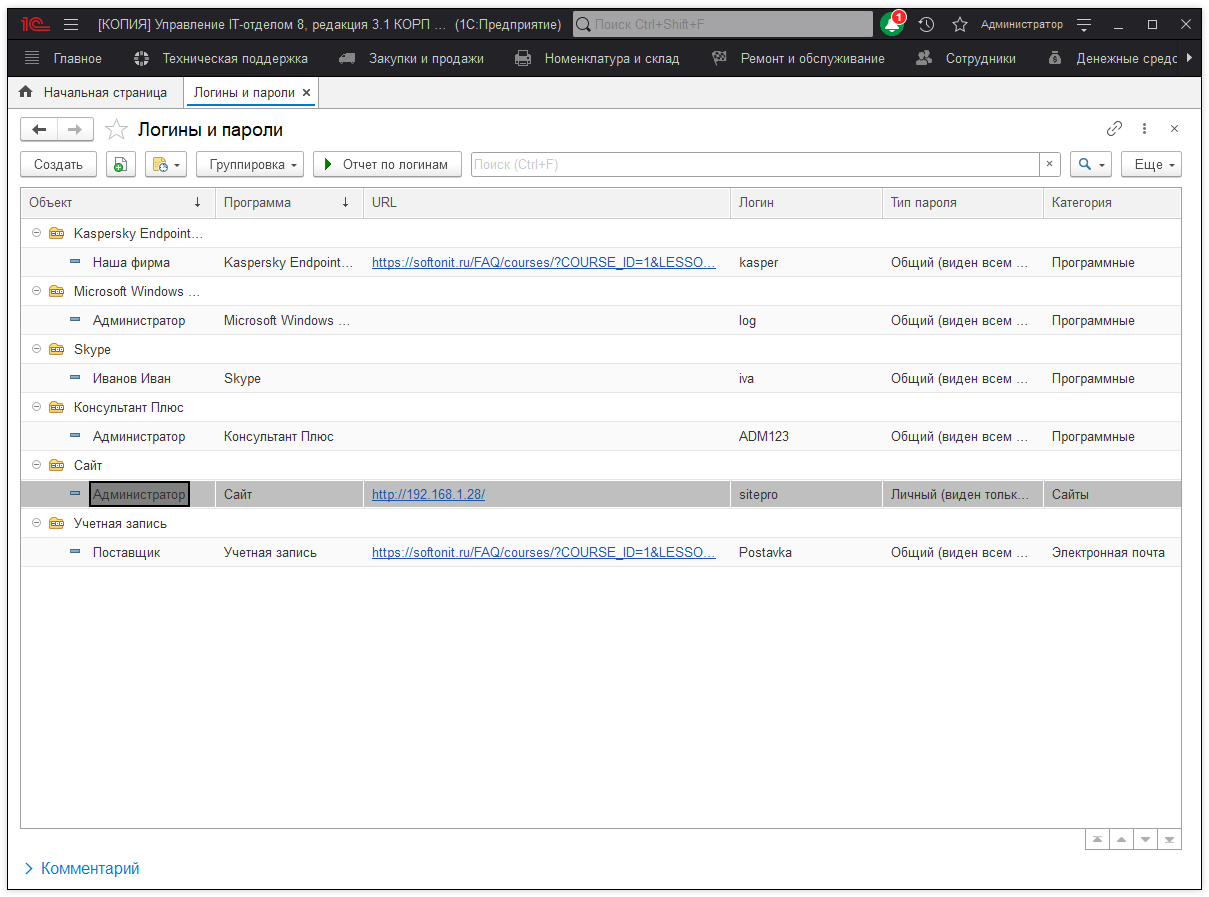 1С [КОПИЯ] Управление IT-отделом 8, редакция 3.1 КОРП ... (1С:Предприятие) Поиск Ctrl+Shift+F 1 Администратор
Главное Техническая поддержка Закупки и продажи Номенклатура и склад Ремонт и обслуживание Сотрудники Денежные средс
Начальная страница Логины и пароли ×
Логины и пароли
Создать Группировка Отчет по логинам Поиск (Ctrl+F) × Еще
Объект ↓ Программа ↓ URL Логин Тип пароля Категория
Kaspersky Endpoint...
Наша фирма Kaspersky Endpoint... https://softonit.ru/FAQ/courses/?COURSE_ID=1&LESSO... kasper Общий (виден всем ... Программные
Microsoft Windows ...
Администратор Microsoft Windows ... log Общий (виден всем ... Программные
Skype
Иванов Иван Skype iva Общий (виден всем ... Программные
Консультант Плюс
Администратор Консультант Плюс ADM123 Общий (виден всем ... Программные
Сайт
Администратор Сайт http://192.168.1.28/ sitepro Личный (виден тольк... Сайты
Учетная запись
Поставщик Учетная запись https://softonit.ru/FAQ/courses/?COURSE_ID=1&LESSO... Postavka Общий (виден всем ... Электронная почта
Комментарий